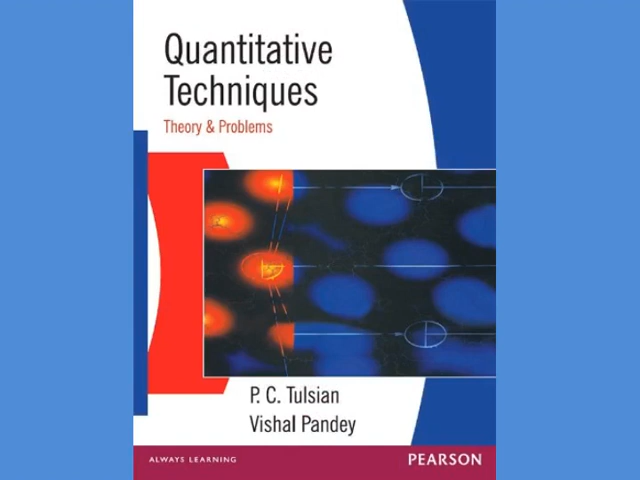 Quantitative
Techniques
Theory & Problems
P. C. Tulsian
Vishal Pandey
ALWAYS LEARNING
PEARSON